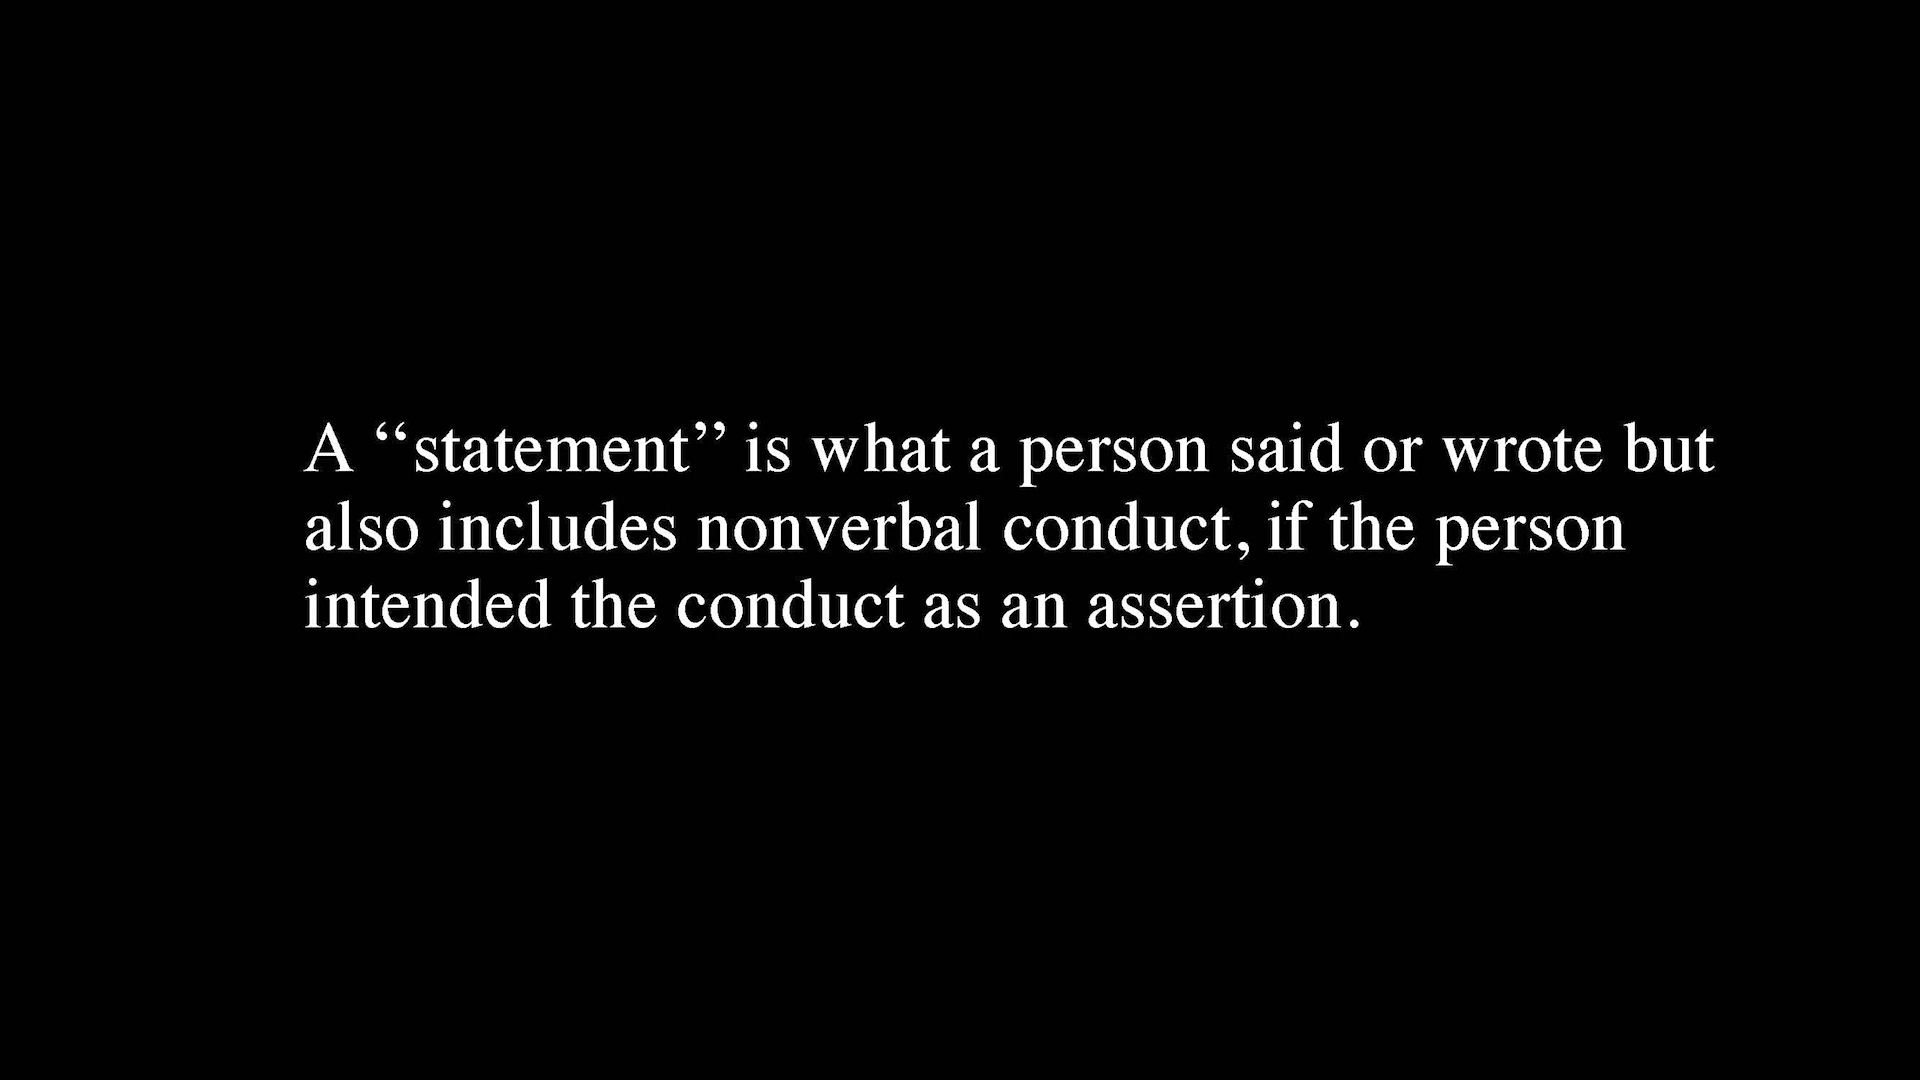 A “statement” is what a person said or wrote but
also includes nonverbal conduct, if the person
intended the conduct as an assertion.